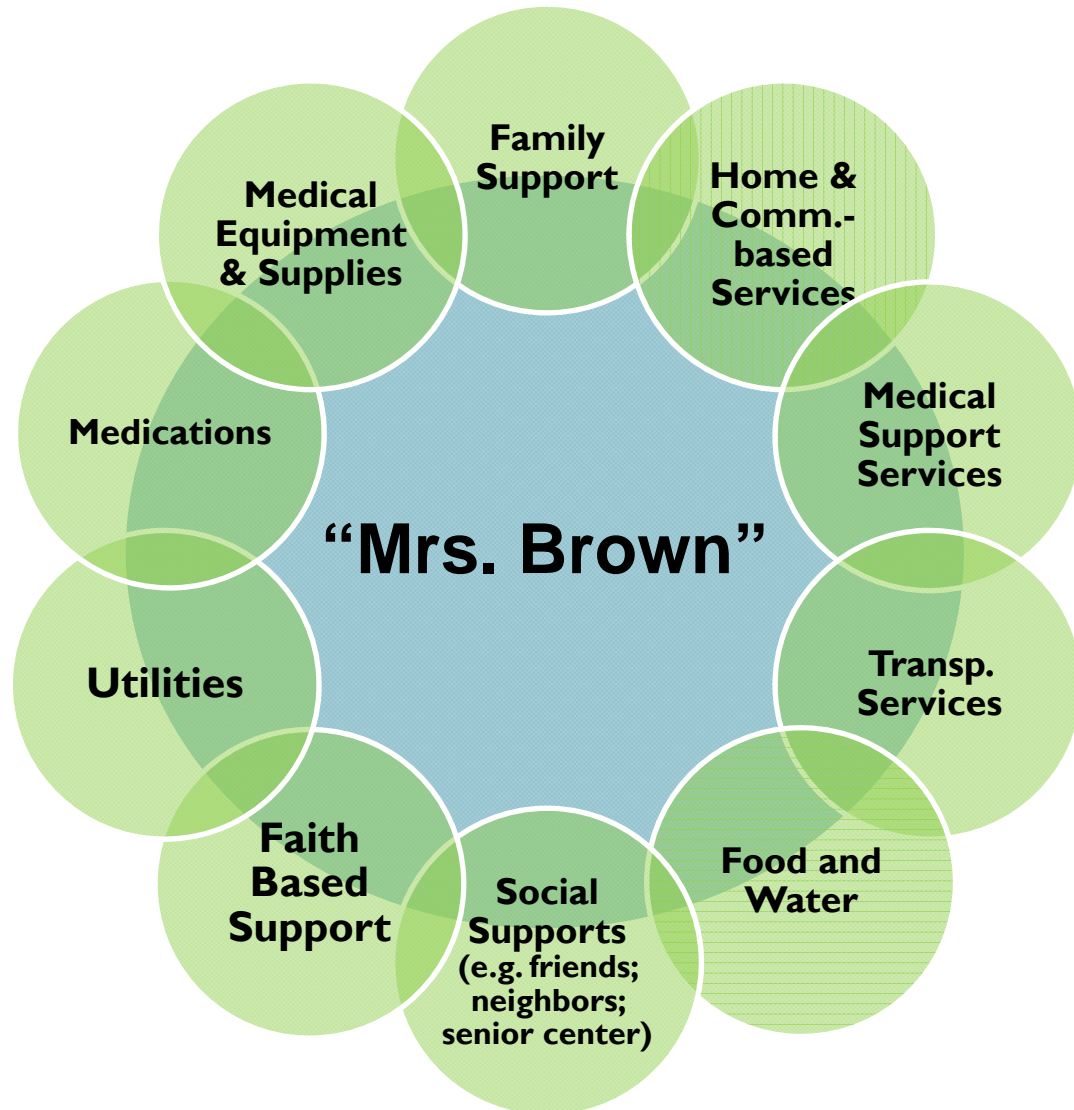 Family
Support
Home &
Comm.-
based
Services
Medical
Support
Services
Transp.
Services
Food and
Water
Social
Supports
(e.g. friends;
neighbors;
senior center)
Faith
Based
Support
Utilities
Medications
Medical
Equipment
& Supplies
“Mrs. Brown”